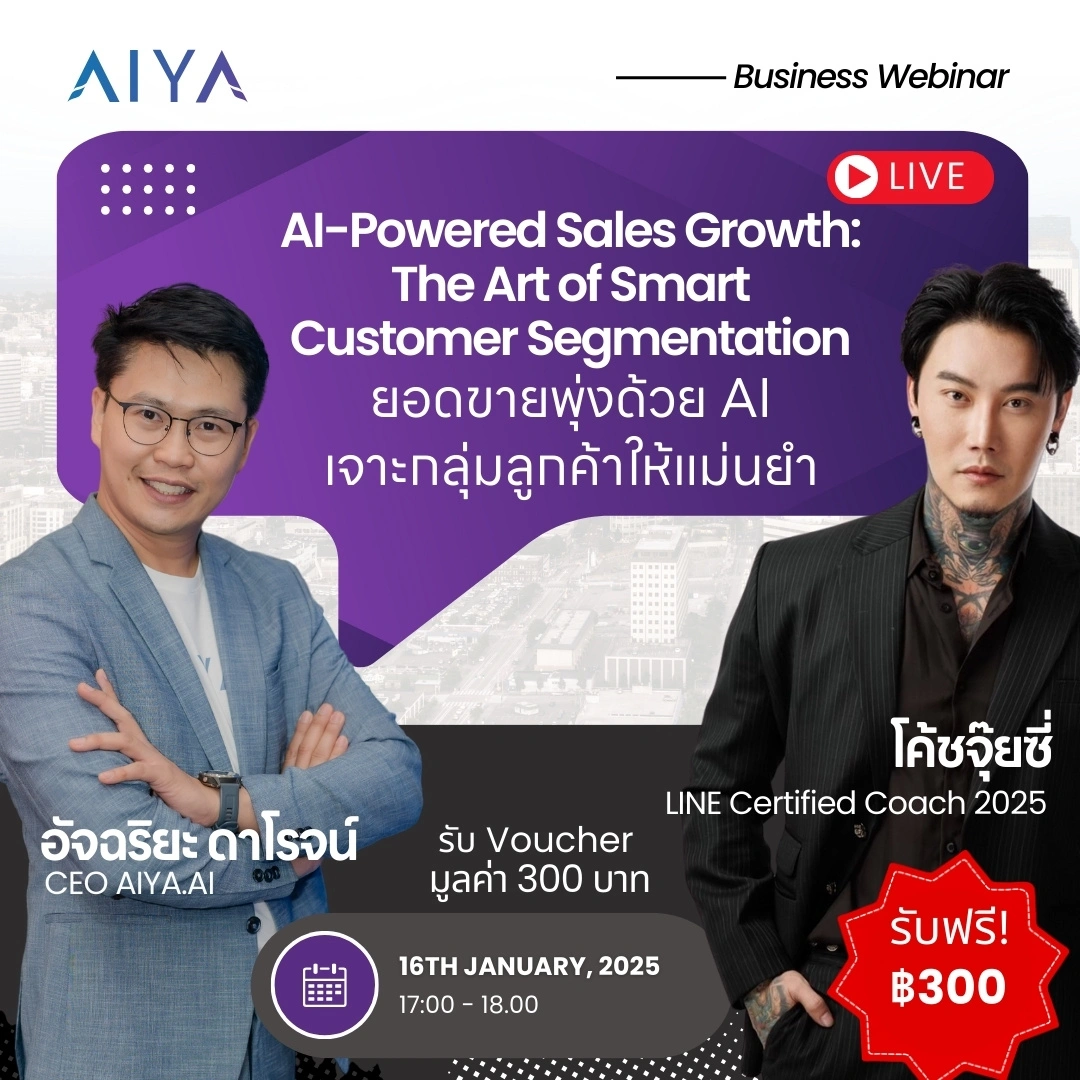 AIYA
Business Webinar
LIVE
AI-Powered Sales Growth:
The Art of Smart
Customer Segmentation
ยอดขายพุ่งด้วย AI
เจาะกลุ่มลูกค้าให้แม่นยำ
โค้ชจุ๊ยซี่
LINE Certified Coach 2025
อัจฉริยะ ดาโรจน์
CEO AIYA.AI
รับ Voucher
มูลค่า 300 บาท
16TH JANUARY, 2025
17:00 - 18.00
รับฟรี!
฿300